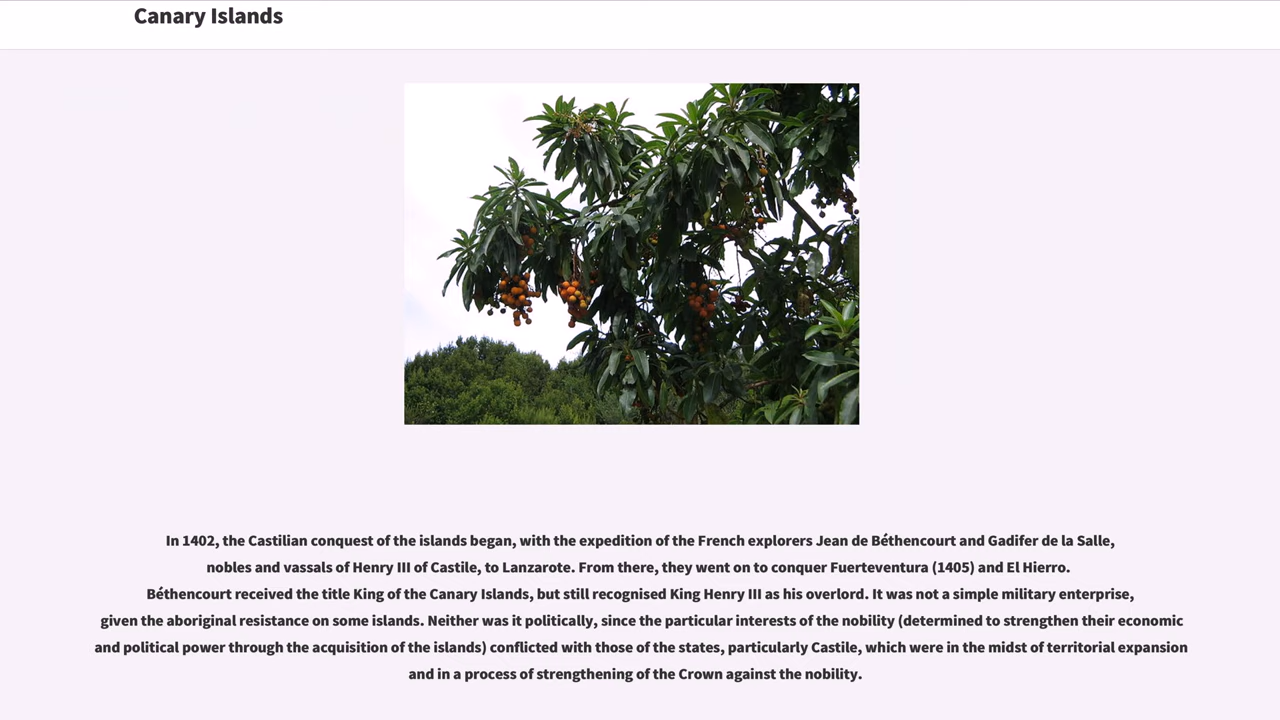 Canary Islands
In 1402, the Castilian conquest of the islands began, with the expedition of the French explorers Jean de Béthencourt and Gadifer de la Salle,
nobles and vassals of Henry III of Castile, to Lanzarote. From there, they went on to conquer Fuerteventura (1405) and El Hierro.
Béthencourt received the title King of the Canary Islands, but still recognised King Henry III as his overlord. It was not a simple military enterprise,
given the aboriginal resistance on some islands. Neither was it politically, since the particular interests of the nobility (determined to strengthen their economic
and political power through the acquisition of the islands) conflicted with those of the states, particularly Castile, which were in the midst of territorial expansion
and in a process of strengthening of the Crown against the nobility.